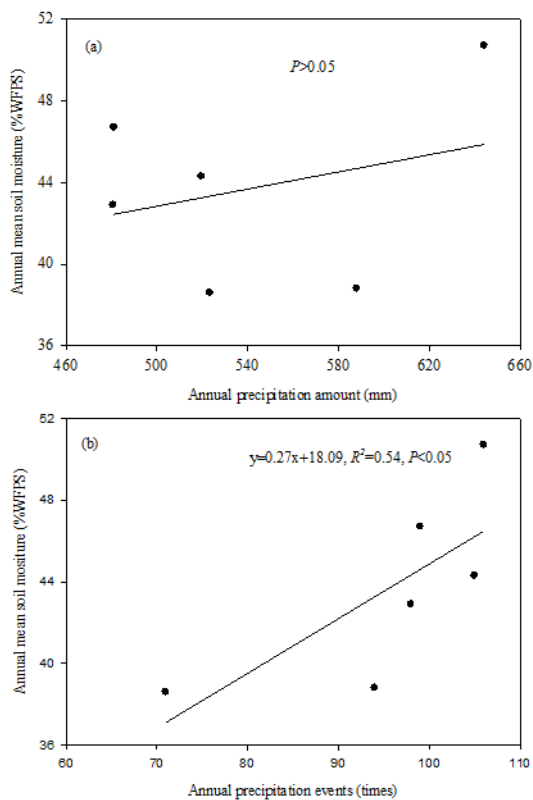 52
(a)
P>0.05
48
44
40
36
Annual mean soil moisture (%WFPS)
460 500 540 580 620 660
Annual precipitation amount (mm)
52
(b)
y=0.27x+18.09, R²=0.54, P<0.05
48
44
40
36
Annual mean soil mositure (%WFPS)
60 70 80 90 100 110
Annual precipitation events (times)